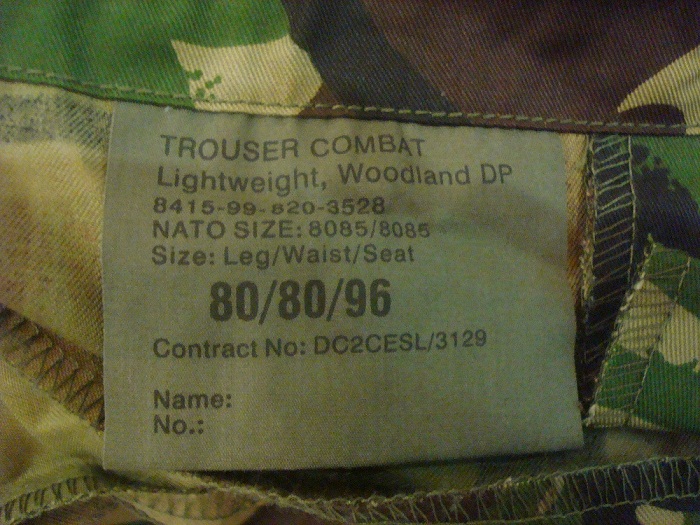 TROUSER COMBAT
Lightweight, Woodland DP
8415-99-820-3528
NATO SIZE: 8085/8085
Size: Leg/Waist/Seat
80/80/96
Contract No: DC2CESL/3129
Name:
No.: